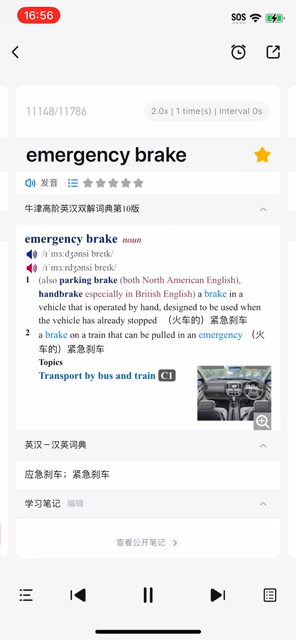 16:56
SOS
11148/11786
2.0x | 1 time(s) | Interval 0s
emergency brake
发音
牛津高阶英汉双解词典第10版
emergency brake noun
/ɪˈmɜːdʒənsi breɪk/
/ɪˈmɜːrdʒənsi breɪk/
1 (also parking brake (both North American English),
handbrake especially in British English) a brake in a
vehicle that is operated by hand, designed to be used when
the vehicle has already stopped （火车的）紧急刹车
2 a brake on a train that can be pulled in an emergency （火
车的）紧急刹车
Topics
Transport by bus and train C1
英汉－汉英词典
应急刹车；紧急刹车
学习笔记 编辑
查看公开笔记